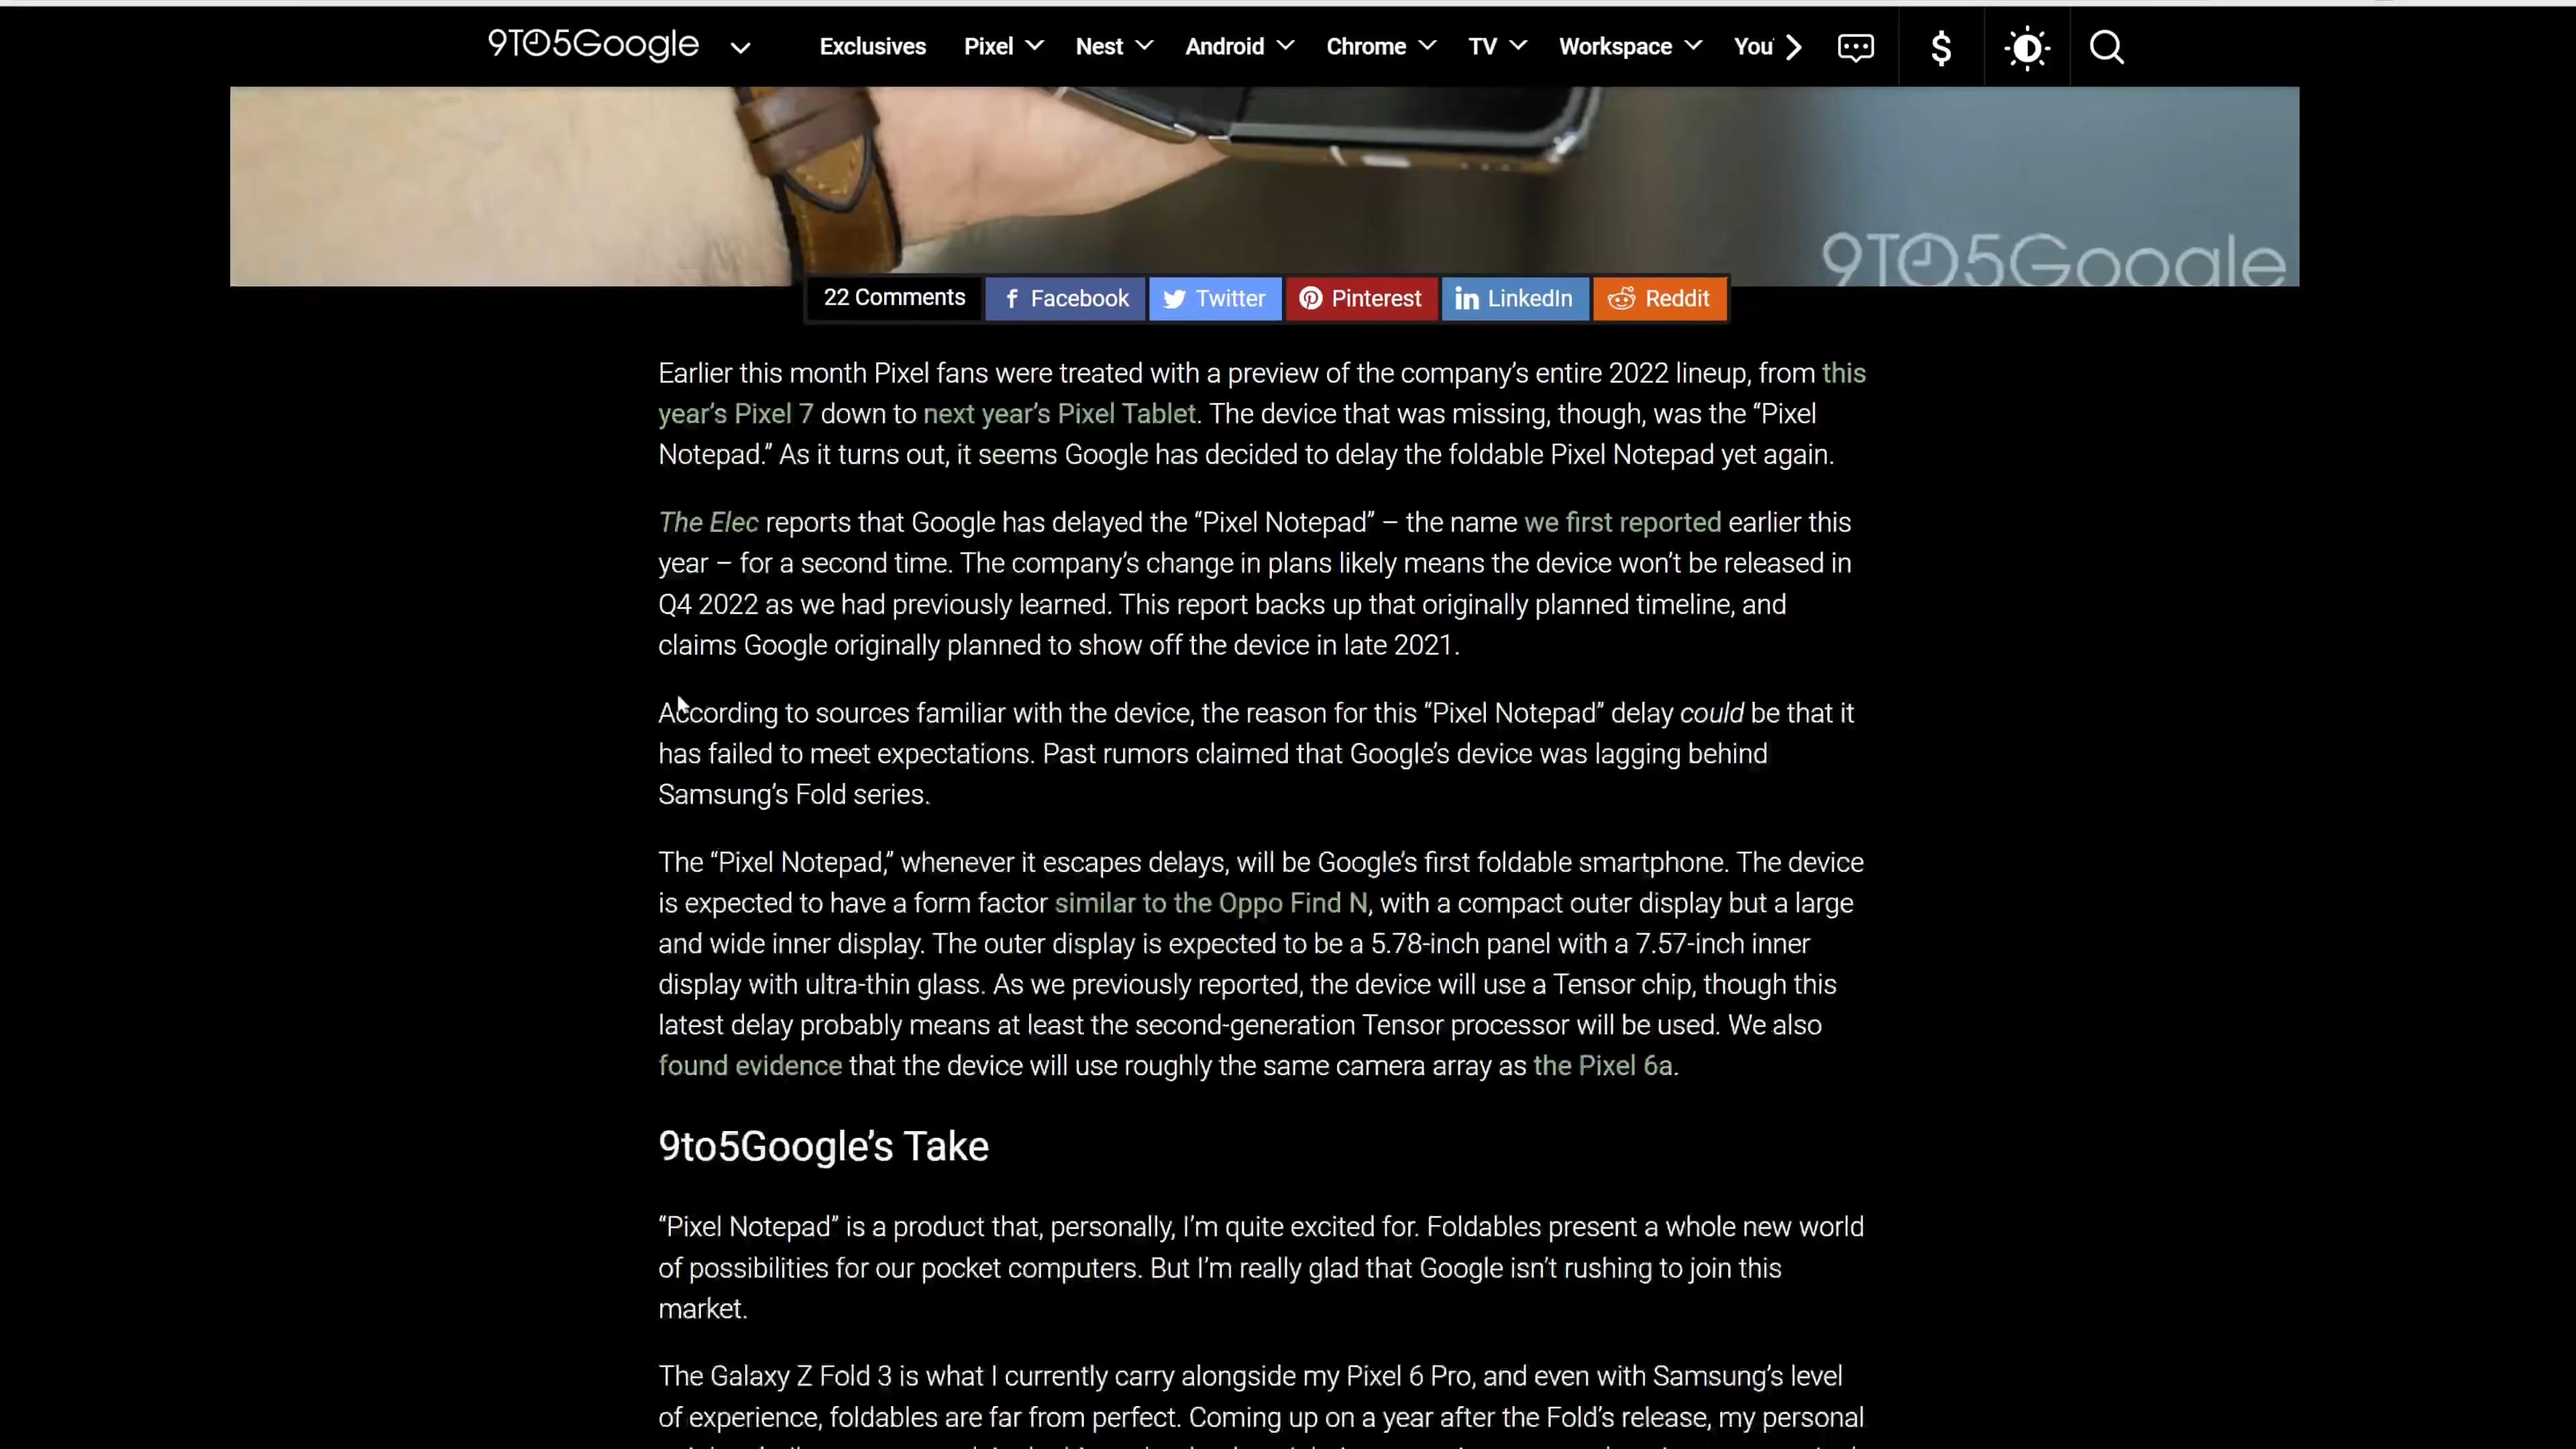 9TO5Google Exclusives Pixel Nest Android Chrome TV Workspace You $
9TO5Google
22 Comments Facebook Twitter Pinterest LinkedIn Reddit
Earlier this month Pixel fans were treated with a preview of the company’s entire 2022 lineup, from this
year’s Pixel 7 down to next year’s Pixel Tablet. The device that was missing, though, was the “Pixel
Notepad.” As it turns out, it seems Google has decided to delay the foldable Pixel Notepad yet again.
The Elec reports that Google has delayed the “Pixel Notepad” – the name we first reported earlier this
year – for a second time. The company’s change in plans likely means the device won’t be released in
Q4 2022 as we had previously learned. This report backs up that originally planned timeline, and
claims Google originally planned to show off the device in late 2021.
According to sources familiar with the device, the reason for this “Pixel Notepad” delay could be that it
has failed to meet expectations. Past rumors claimed that Google’s device was lagging behind
Samsung’s Fold series.
The “Pixel Notepad,” whenever it escapes delays, will be Google’s first foldable smartphone. The device
is expected to have a form factor similar to the Oppo Find N, with a compact outer display but a large
and wide inner display. The outer display is expected to be a 5.78-inch panel with a 7.57-inch inner
display with ultra-thin glass. As we previously reported, the device will use a Tensor chip, though this
latest delay probably means at least the second-generation Tensor processor will be used. We also
found evidence that the device will use roughly the same camera array as the Pixel 6a.
9to5Google’s Take
“Pixel Notepad” is a product that, personally, I’m quite excited for. Foldables present a whole new world
of possibilities for our pocket computers. But I’m really glad that Google isn’t rushing to join this
market.
The Galaxy Z Fold 3 is what I currently carry alongside my Pixel 6 Pro, and even with Samsung’s level
of experience, foldables are far from perfect. Coming up on a year after the Fold’s release, my personal